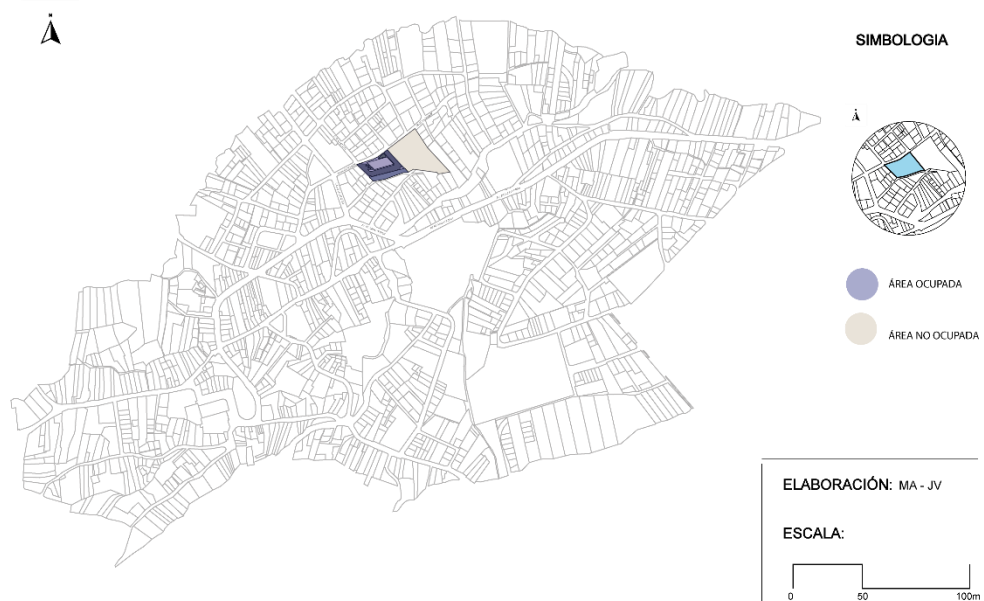 SIMBOLOGIA
ÁREA OCUPADA
ÁREA NO OCUPADA
ELABORACIÓN: MA - JV
ESCALA:
0 50 100m